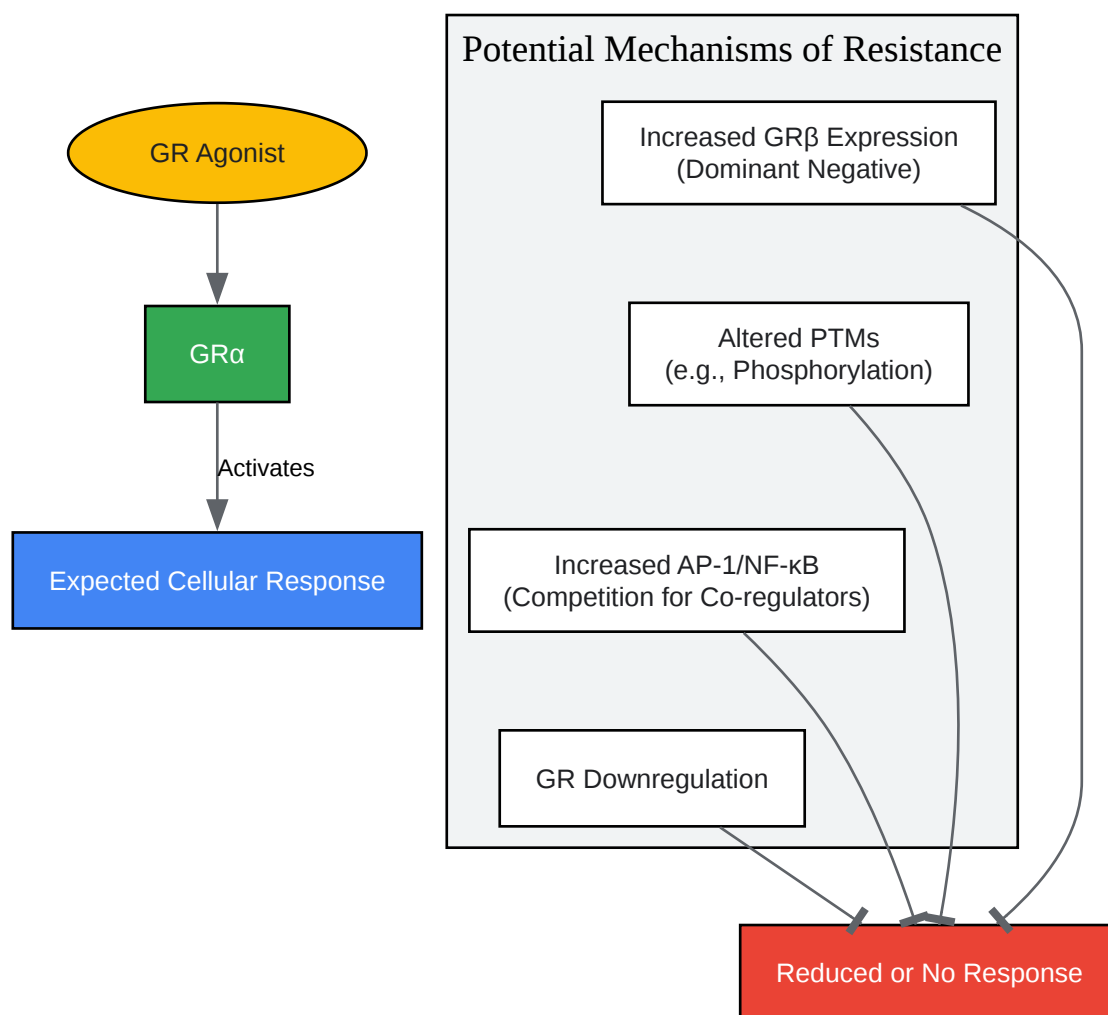 Potential Mechanisms of Resistance
GR Agonist
GRα
Activates
Expected Cellular Response
Increased GRβ Expression
(Dominant Negative)
Altered PTMs
(e.g., Phosphorylation)
Increased AP-1/NF-κB
(Competition for Co-regulators)
GR Downregulation
Reduced or No Response